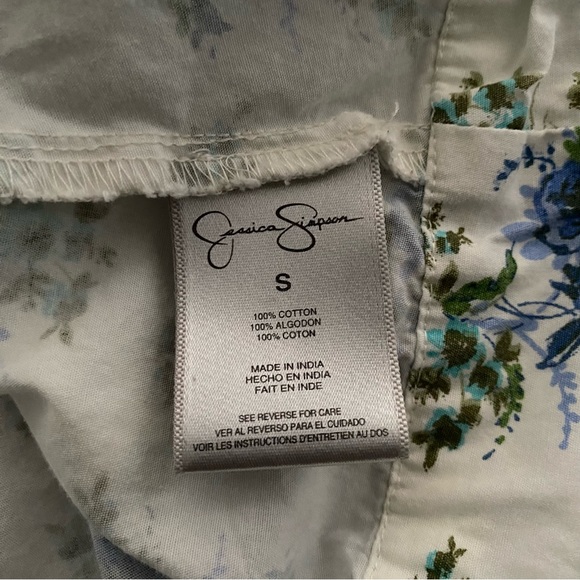 Jessica Simpson
S
100% COTTON
100% ALGODON
100% COTON
MADE IN INDIA
HECHO EN INDIA
FAIT EN INDE
SEE REVERSE FOR CARE
VER AL REVERSO PARA EL CUIDADO
VOIR LES INSTRUCTIONS D'ENTRETIEN AU DOS